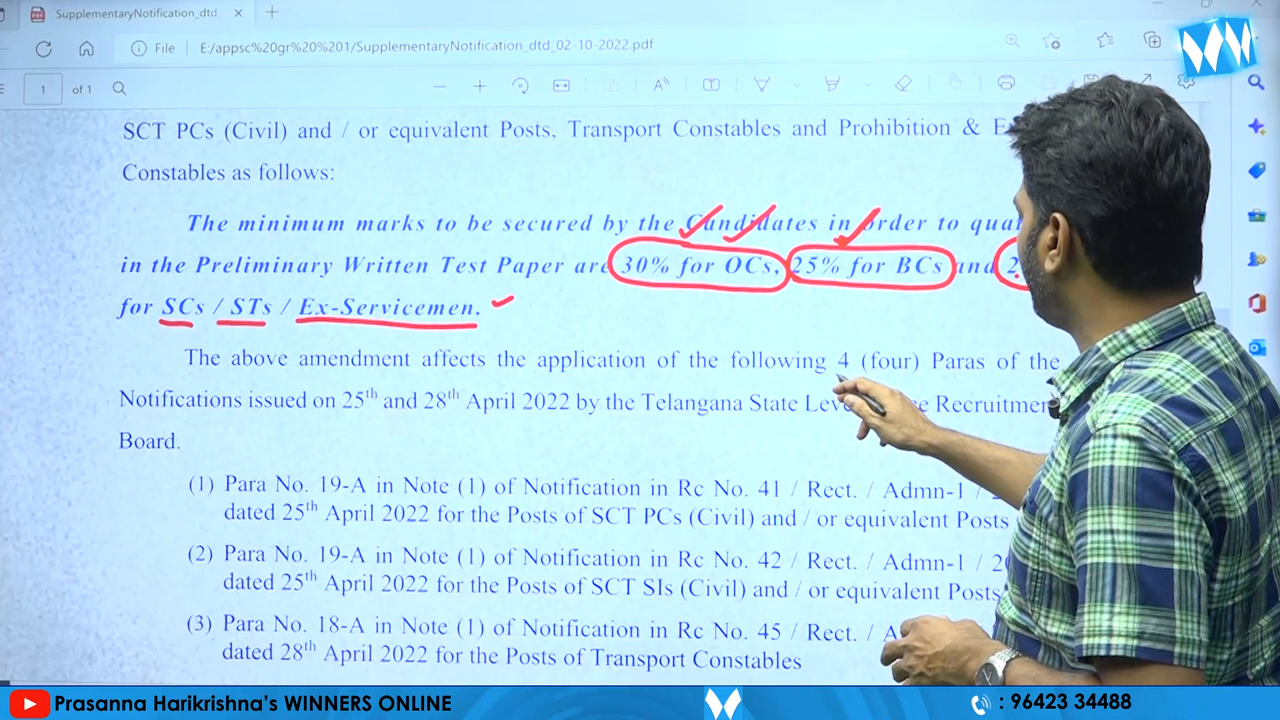 SupplementaryNotification_dtd
File E:/appsc%20gr%20%201/SupplementaryNotification_dtd_02-10-2022.pdf
1 of 1
SCT PCs (Civil) and / or equivalent Posts, Transport Constables and Prohibition &
Constables as follows:
The minimum marks to be secured by the Candidates in order to
in the Preliminary Written Test Paper are 30% for OCs, 25% for BCs and
for SCs / STs / Ex-Servicemen.
The above amendment affects the application of the following 4 (four) Paras of the
Notifications issued on 25th and 28th April 2022 by the Telangana State Recruitment
Board.
(1) Para No. 19-A in Note (1) of Notification in Rc No. 41 / Rect. / Admn-1 /
dated 25th April 2022 for the Posts of SCT PCs (Civil) and / or equivalent Posts
(2) Para No. 19-A in Note (1) of Notification in Rc No. 42 / Rect. / Admn-1 /
dated 25th April 2022 for the Posts of SCT SIs (Civil) and / or equivalent Posts
(3) Para No. 18-A in Note (1) of Notification in Rc No. 45 / Rect. /
dated 28th April 2022 for the Posts of Transport Constables
Prasanna Harikrishna's WINNERS ONLINE : 96423 34488